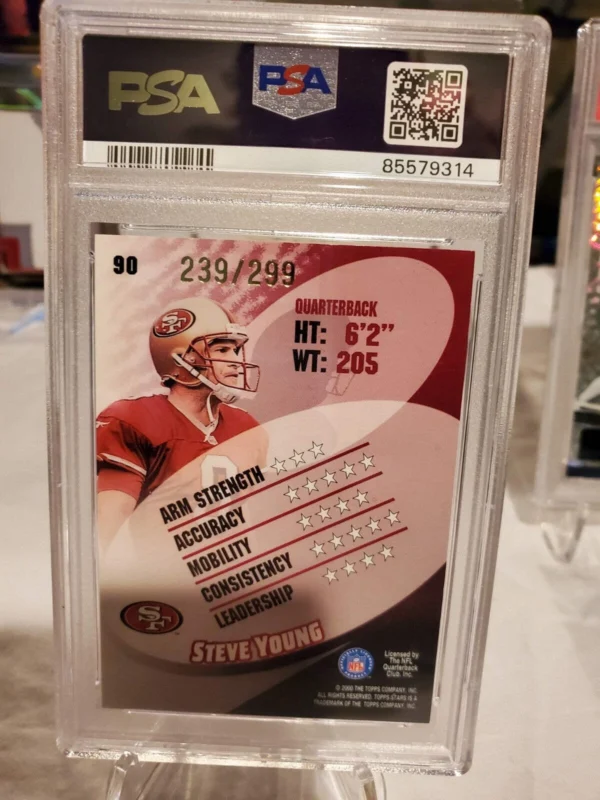 PSA
PSA
85579314
90
239/299
QUARTERBACK
HT: 6'2"
WT: 205
SF
ARM STRENGTH
ACCURACY
MOBILITY
CONSISTENCY
LEADERSHIP
SF
STEVE YOUNG
NFL
Licensed by
The NFL
Quarterback
Club, Inc.
© 2000 THE TOPPS COMPANY, INC.
ALL RIGHTS RESERVED. TOPPS STARS IS A
TRADEMARK OF THE TOPPS COMPANY, INC.